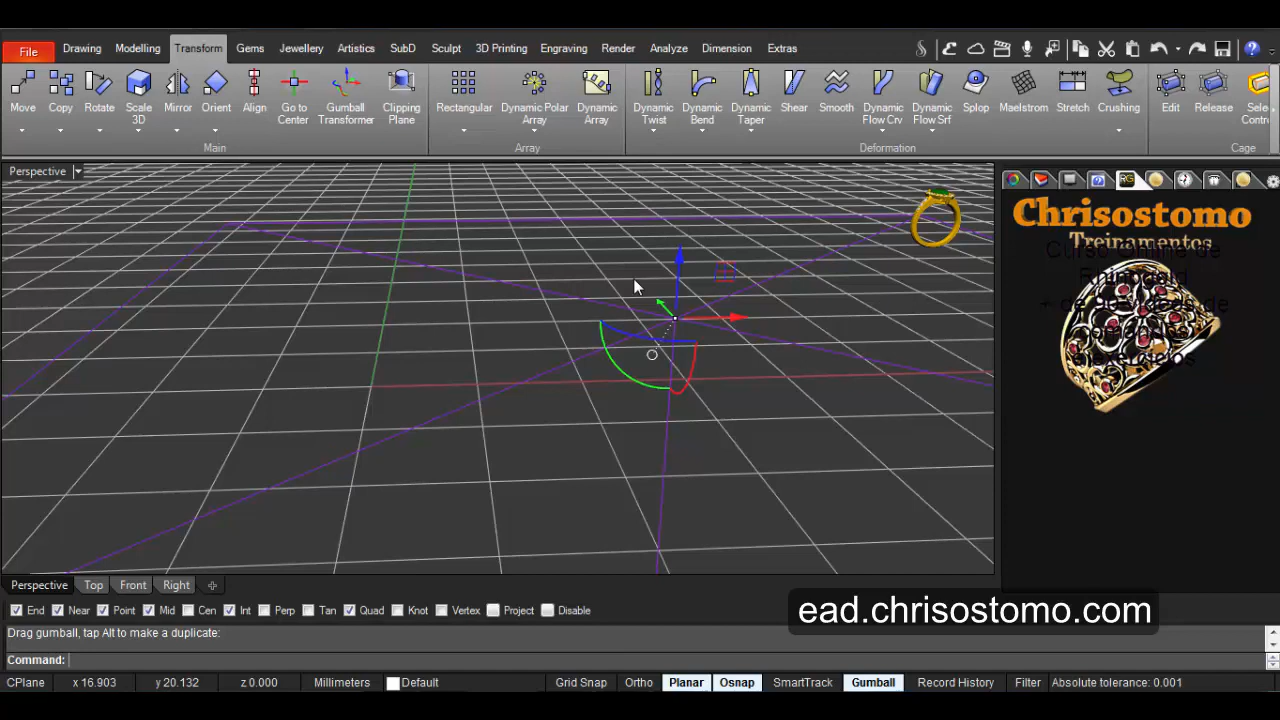 File Drawing Modelling Transform Gems Jewellery Artistics SubD Sculpt 3D Printing Engraving Render Analyze Dimension Extras
Move Copy Rotate Scale 3D Mirror Orient Align Go to Center Gumball Transformer Clipping Plane Rectangular Dynamic Polar Array Dynamic Array Dynamic Twist Dynamic Bend Dynamic Taper Shear Smooth Dynamic Flow Crv Dynamic Flow Srf Splop Maelstrom Stretch Crushing Edit Release
Main Array Deformation Cage
Perspective
RG
Chrisostomo
Treinamentos
Curso Online de
Rhinogold
Perspective Top Front Right
End Near Point Mid Cen Int Perp Tan Quad Knot Vertex Project Disable
ead.chrisostomo.com
Drag gumball, tap Alt to make a duplicate:
Command:
CPlane x 16.903 y 20.132 z 0.000 Millimeters Default Grid Snap Ortho Planar Osnap SmartTrack Gumball Record History Filter Absolute tolerance: 0.001